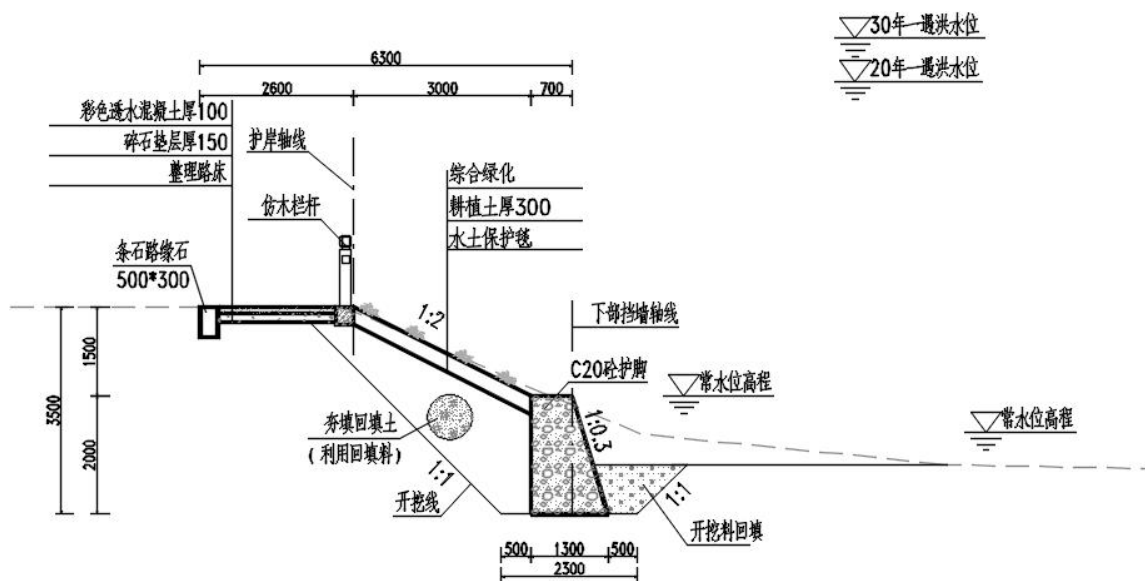 30年一遇洪水位
20年一遇洪水位
6300
2600
3000
700
彩色透水混凝土厚100
碎石垫层厚150
整理路床
护岸轴线
综合绿化
耕植土厚300
水土保护毯
仿木栏杆
条石路缘石
500*300
1:2
下部挡墙轴线
C20砼护脚
常水位高程
常水位高程
1500
3500
2000
夯填回填土
(利用回填料)
1:1
开挖线
1:0.3
1:1
开挖料回填
500
1300
500
2300